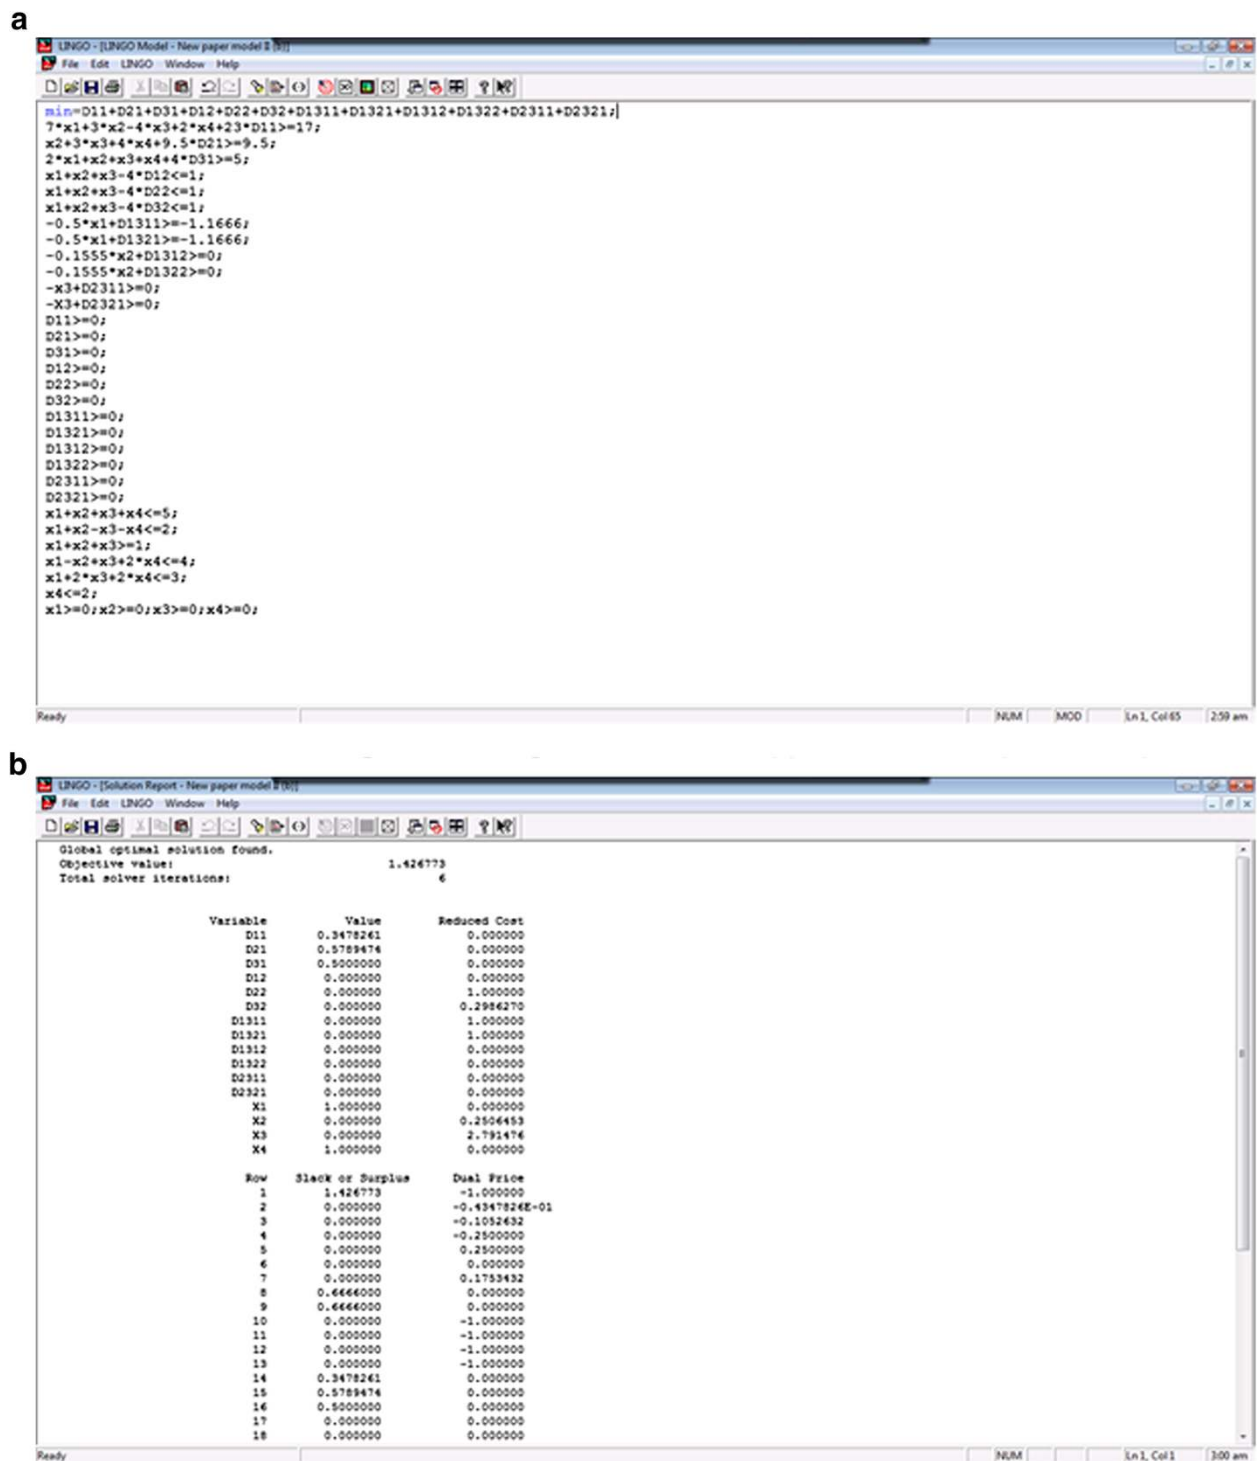 a
LINGO - [LINGO Model - New paper model II (b)]
File Edit LINGO Window Help
min=D11+D21+D31+D12+D22+D32+D1311+D1321+D1312+D1322+D2311+D2321;
7*x1+3*x2-4*x3+2*x4+23*D11>=17;
x2+3*x3+4*x4+9.5*D21>=9.5;
2*x1+x2+x3+x4+4*D31>=5;
x1+x2+x3-4*D12<=1;
x1+x2+x3-4*D22<=1;
x1+x2+x3-4*D32<=1;
-0.5*x1+D1311>=-1.1666;
-0.5*x1+D1321>=-1.1666;
-0.1555*x2+D1312>=0;
-0.1555*x2+D1322>=0;
-x3+D2311>=0;
-X3+D2321>=0;
D11>=0;
D21>=0;
D31>=0;
D12>=0;
D22>=0;
D32>=0;
D1311>=0;
D1321>=0;
D1312>=0;
D1322>=0;
D2311>=0;
D2321>=0;
x1+x2+x3+x4<=5;
x1+x2-x3-x4<=2;
x1+x2+x3>=1;
x1-x2+x3+2*x4<=4;
x1+2*x3+2*x4<=3;
x4<=2;
x1>=0;x2>=0;x3>=0;x4>=0;
Ready NUM MOD Ln 1, Col 65 2:59 am
b
LINGO - [Solution Report - New paper model II (b)]
File Edit LINGO Window Help
Global optimal solution found.
Objective value: 1.426773
Total solver iterations: 6
Variable Value Reduced Cost
D11 0.3478261 0.000000
D21 0.5789474 0.000000
D31 0.5000000 0.000000
D12 0.000000 0.000000
D22 0.000000 1.000000
D32 0.000000 0.2986270
D1311 0.000000 1.000000
D1321 0.000000 1.000000
D1312 0.000000 0.000000
D1322 0.000000 0.000000
D2311 0.000000 0.000000
D2321 0.000000 0.000000
X1 1.000000 0.000000
X2 0.000000 0.2506453
X3 0.000000 2.791476
X4 1.000000 0.000000
Row Slack or Surplus Dual Price
1 1.426773 -1.000000
2 0.000000 -0.4347826E-01
3 0.000000 -0.1052632
4 0.000000 -0.2500000
5 0.000000 0.2500000
6 0.000000 0.000000
7 0.000000 0.1753432
8 0.6666000 0.000000
9 0.6666000 0.000000
10 0.000000 -1.000000
11 0.000000 -1.000000
12 0.000000 -1.000000
13 0.000000 -1.000000
14 0.3478261 0.000000
15 0.5789474 0.000000
16 0.5000000 0.000000
17 0.000000 0.000000
18 0.000000 0.000000
Ready NUM Ln 1, Col 1 3:00 am